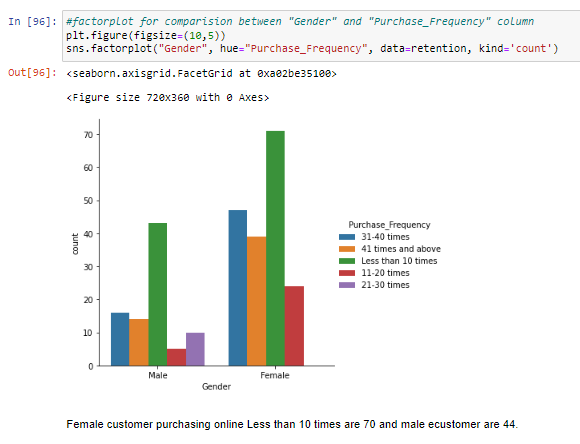 In [96]: #factorplot for comparision between "Gender" and "Purchase_Frequency" column
plt.figure(figsize=(10,5))
sns.factorplot("Gender", hue="Purchase_Frequency", data=retention, kind='count')
Out[96]: <seaborn.axisgrid.FacetGrid at 0xa02be35100>
<Figure size 720x360 with 0 Axes>
70
60
50
40
30
20
10
0
count
Male
Female
Gender
Purchase_Frequency
31-40 times
41 times and above
Less than 10 times
11-20 times
21-30 times
Female customer purchasing online Less than 10 times are 70 and male ecustomer are 44.